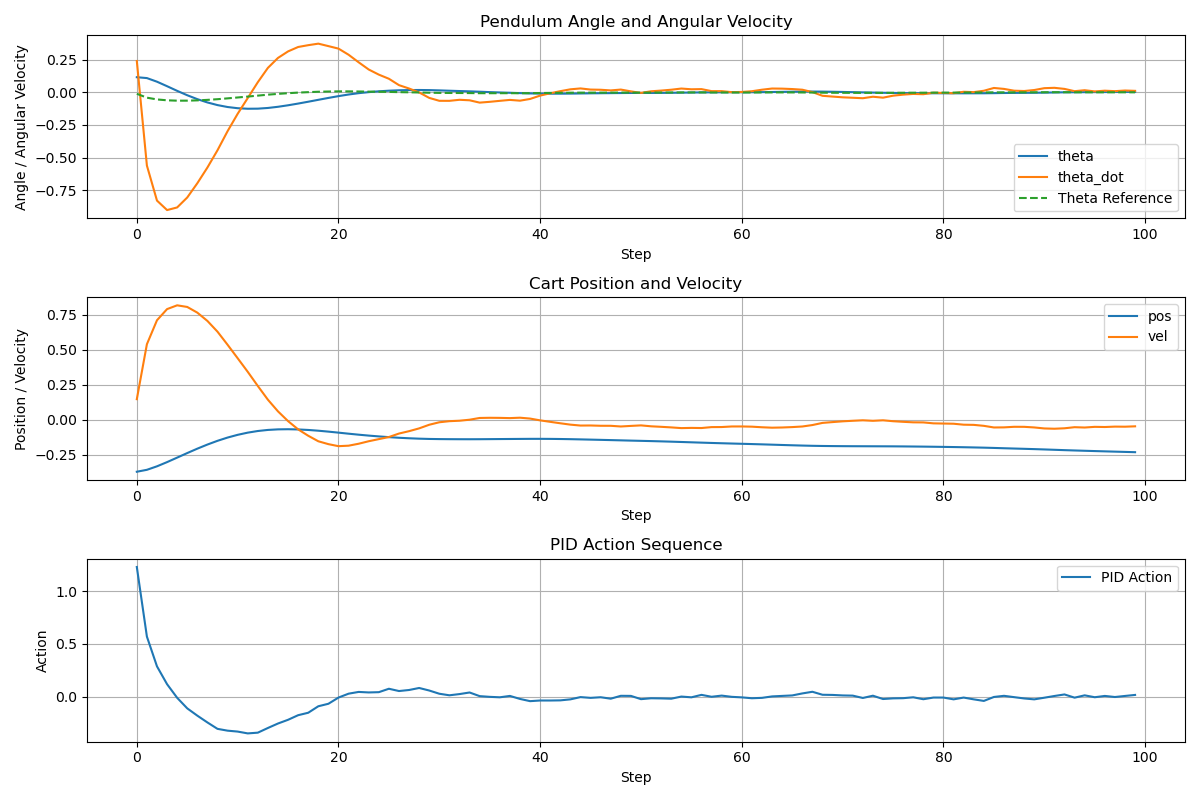 Pendulum Angle and Angular Velocity
Angle / Angular Velocity
0.25
0.00
−0.25
−0.50
−0.75
theta
theta_dot
Theta Reference
0 20 40 60 80 100
Step
Cart Position and Velocity
Position / Velocity
0.75
0.50
0.25
0.00
−0.25
pos
vel
0 20 40 60 80 100
Step
PID Action Sequence
Action
1.0
0.5
0.0
PID Action
0 20 40 60 80 100
Step